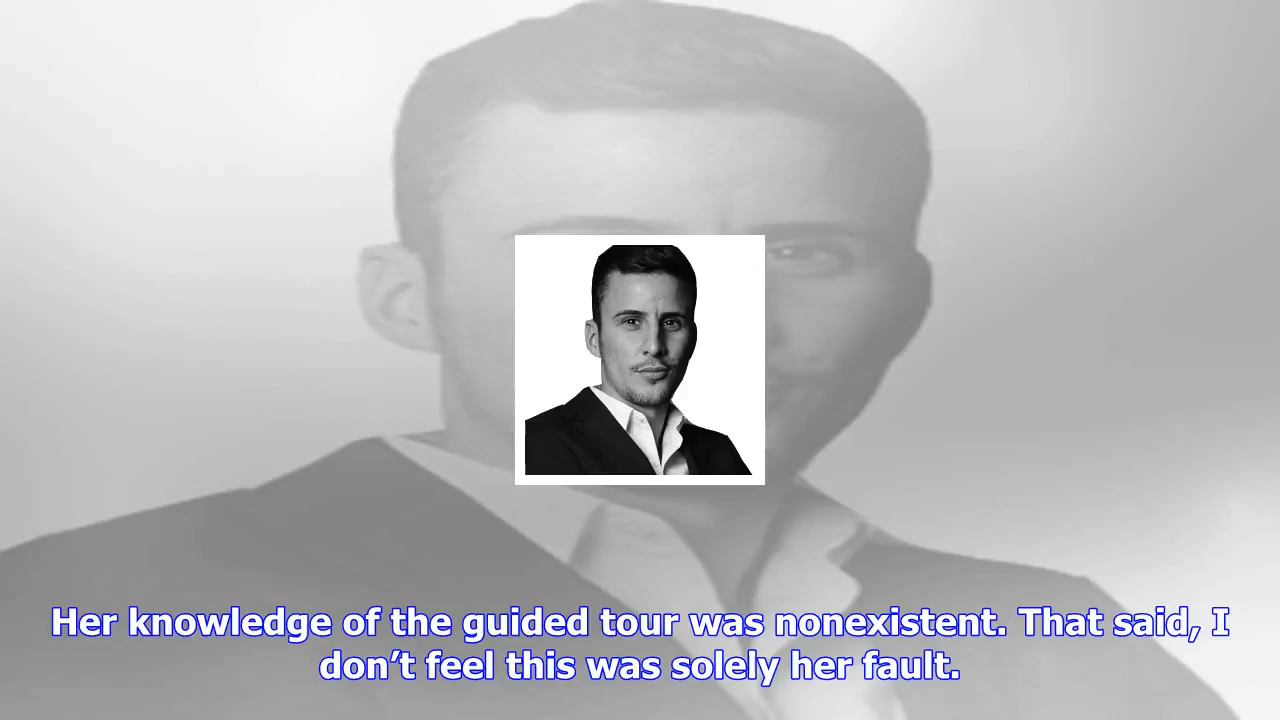 Her knowledge of the guided tour was nonexistent. That said, I
don’t feel this was solely her fault.